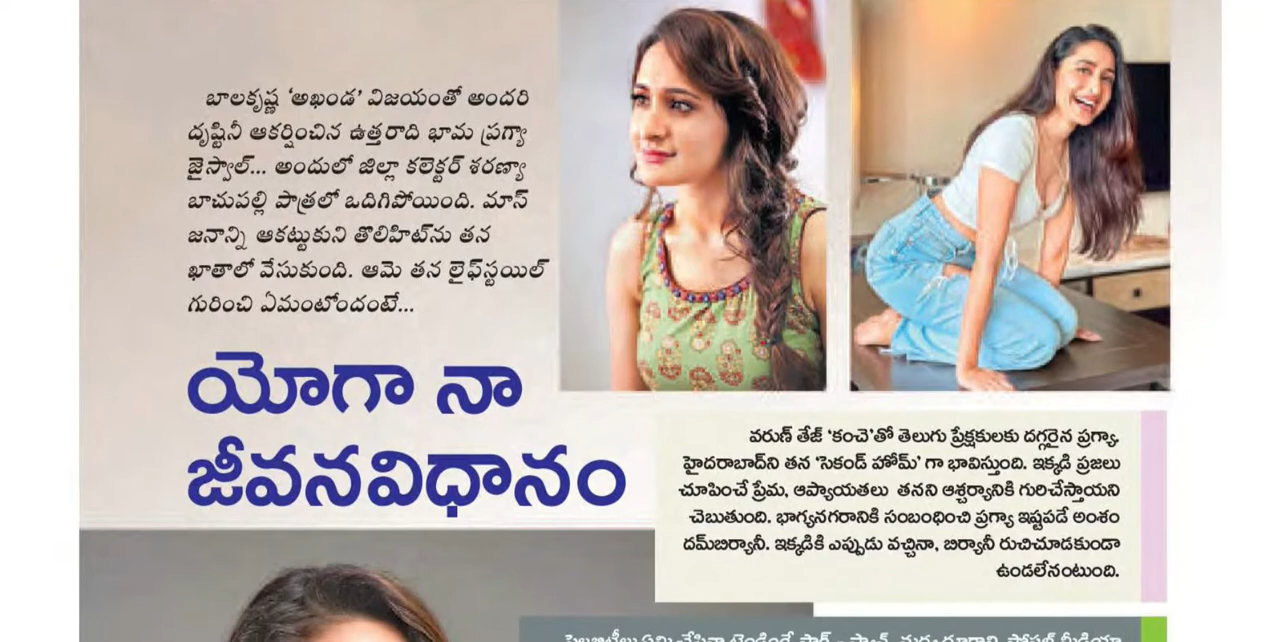 బాలకృష్ణ ‘అఖండ’ విజయంతో అందరి
దృష్టినీ ఆకర్షించిన ఉత్తరాది భామ ప్రగ్యా
జైస్వాల్... అందులో జిల్లా కలెక్టర్ శరణ్యా
బాచుపల్లి పాత్రలో ఒదిగిపోయింది. మాస్
జనాన్ని ఆకట్టుకుని తొలిహిట్‌ను తన
ఖాతాలో వేసుకుంది. ఆమె తన లైఫ్‌స్టయిల్
గురించి ఏమంటోందంటే...
యోగా నా
జీవనవిధానం
వరుణ్ తేజ్ ‘కంచె’తో తెలుగు ప్రేక్షకులకు దగ్గరైన ప్రగ్యా,
హైదరాబాద్‌ని తన ‘సెకండ్ హోమ్’ గా భావిస్తుంది. ఇక్కడి ప్రజలు
చూపించే ప్రేమ, ఆప్యాయతలు తనని ఆశ్చర్యానికి గురిచేస్తాయని
చెబుతుంది. భాగ్యనగరానికి సంబంధించి ప్రగ్యా ఇష్టపడే అంశం
దమ్‌బిర్యానీ. ఇక్కడికి ఎప్పుడు వచ్చినా, బిర్యానీ రుచిచూడకుండా
ఉండలేనంటుంది.